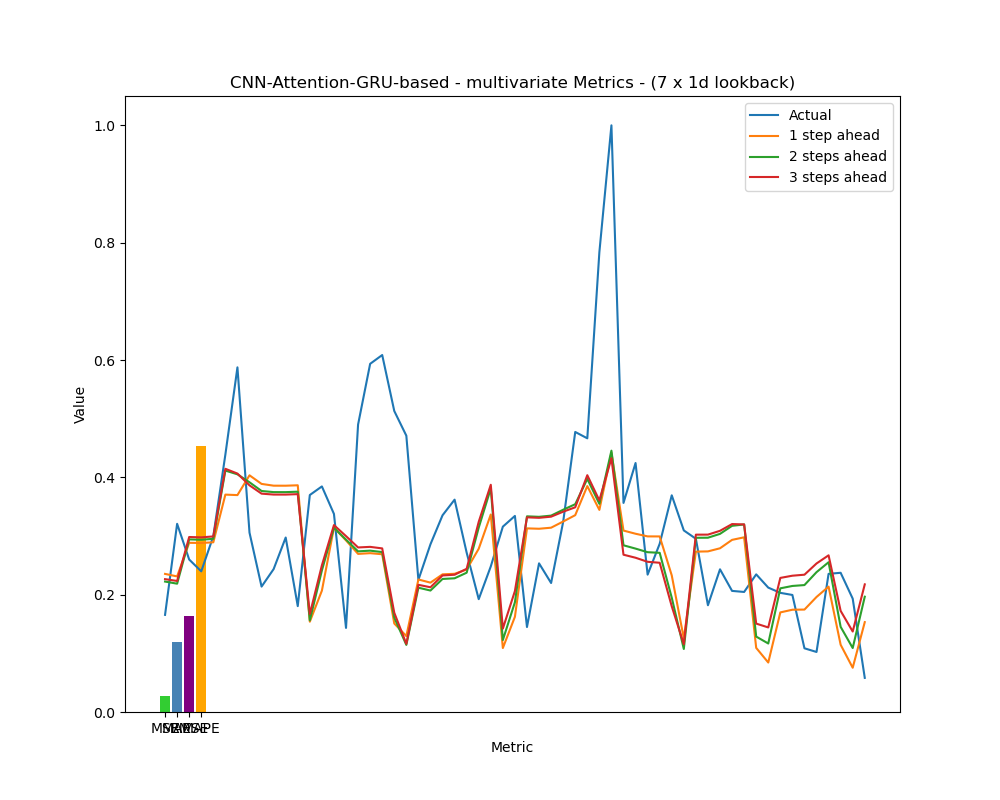 CNN-Attention-GRU-based - multivariate Metrics - (7 x 1d lookback)
Actual
1 step ahead
2 steps ahead
3 steps ahead
1.0
0.8
0.6
0.4
0.2
0.0
Value
Metric